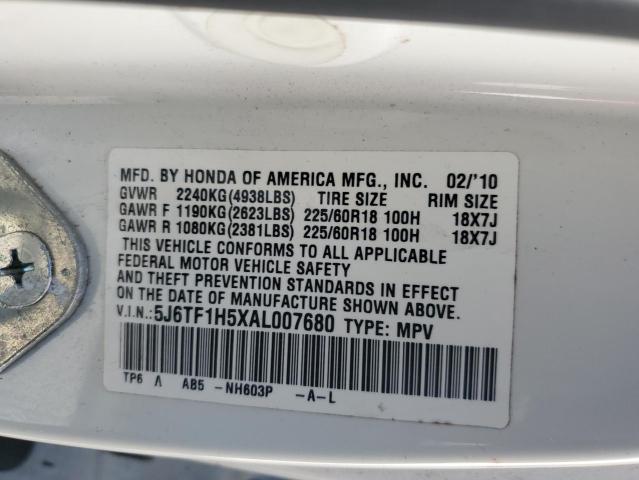 MFD. BY HONDA OF AMERICA MFG., INC. 02/'10
GVWR 2240KG(4938LBS) TIRE SIZE RIM SIZE
GAWR F 1190KG(2623LBS) 225/60R18 100H 18X7J
GAWR R 1080KG(2381LBS) 225/60R18 100H 18X7J
THIS VEHICLE CONFORMS TO ALL APPLICABLE
FEDERAL MOTOR VEHICLE SAFETY
AND THEFT PREVENTION STANDARDS IN EFFECT
ON THE DATE OF MANUFACTURE SHOWN ABOVE.
V.I.N.: 5J6TF1H5XAL007680 TYPE: MPV
TP6 Λ AB5 -NH603P -A-L